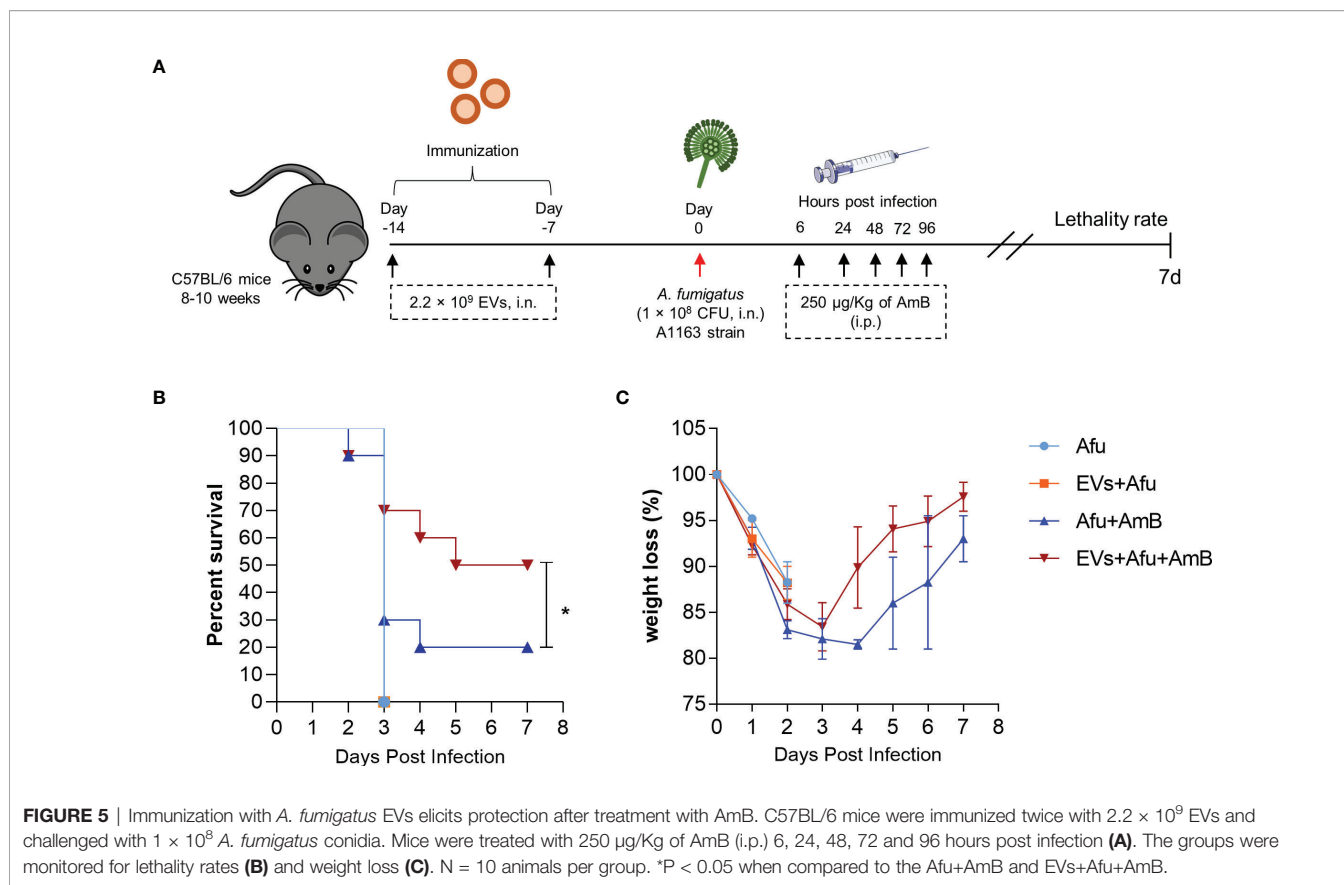 A
Immunization
Day
-14
Day
-7
Day
0
Hours post infection
6 24 48 72 96
Lethality rate
7d
C57BL/6 mice
8-10 weeks
2.2 × 10⁹ EVs, i.n.
A. fumigatus
(1 × 10⁸ CFU, i.n.)
A1163 strain
250 µg/Kg of AmB
(i.p.)
B
Percent survival
100
90
80
70
60
50
40
30
20
10
0
0 1 2 3 4 5 6 7 8
Days Post Infection
*
C
weight loss (%)
105
100
95
90
85
80
75
0 1 2 3 4 5 6 7 8
Days Post Infection
Afu
EVs+Afu
Afu+AmB
EVs+Afu+AmB
FIGURE 5 | Immunization with A. fumigatus EVs elicits protection after treatment with AmB. C57BL/6 mice were immunized twice with 2.2 × 10⁹ EVs and
challenged with 1 × 10⁸ A. fumigatus conidia. Mice were treated with 250 µg/Kg of AmB (i.p.) 6, 24, 48, 72 and 96 hours post infection (A). The groups were
monitored for lethality rates (B) and weight loss (C). N = 10 animals per group. *P < 0.05 when compared to the Afu+AmB and EVs+Afu+AmB.